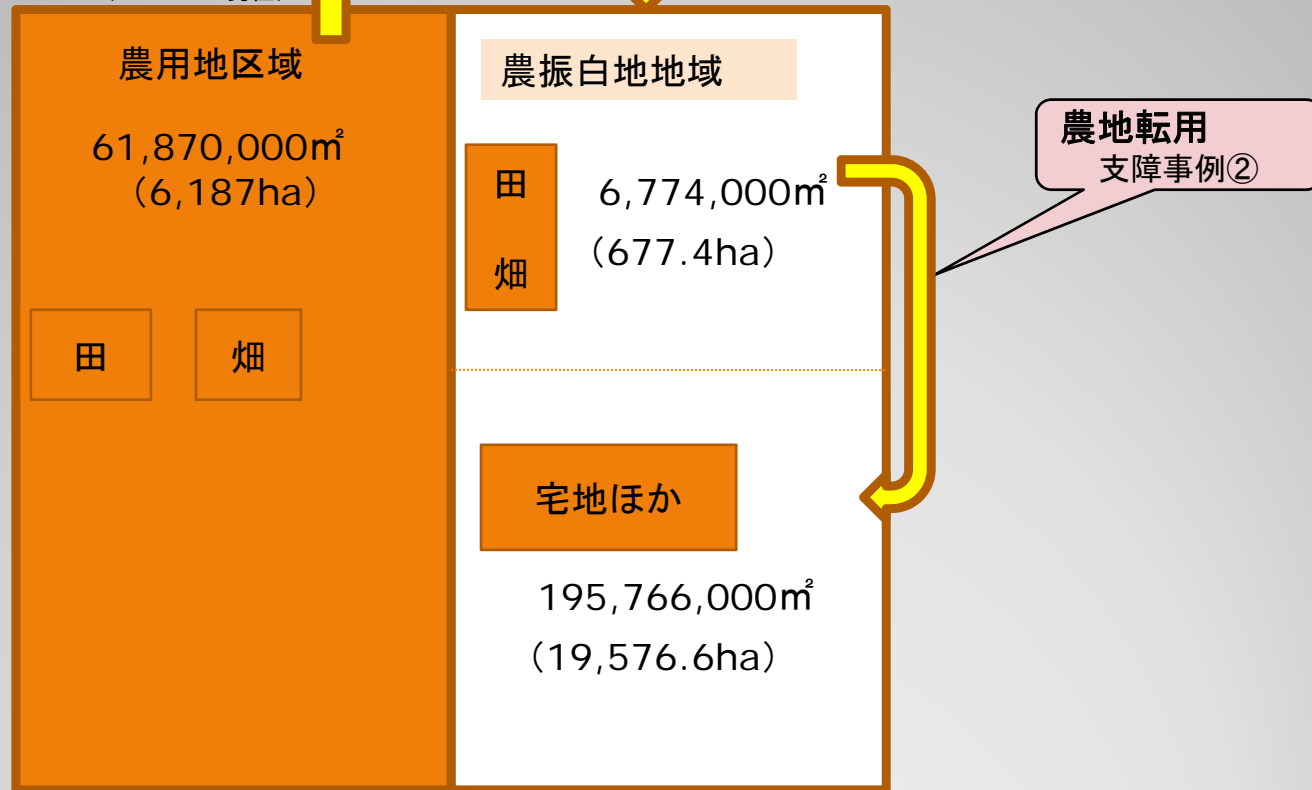 農用地区域
61,870,000㎡
(6,187ha)
田
畑
農振白地地域
田
畑
6,774,000㎡
(677.4ha)
宅地ほか
195,766,000㎡
(19,576.6ha)
農地転用
支障事例②